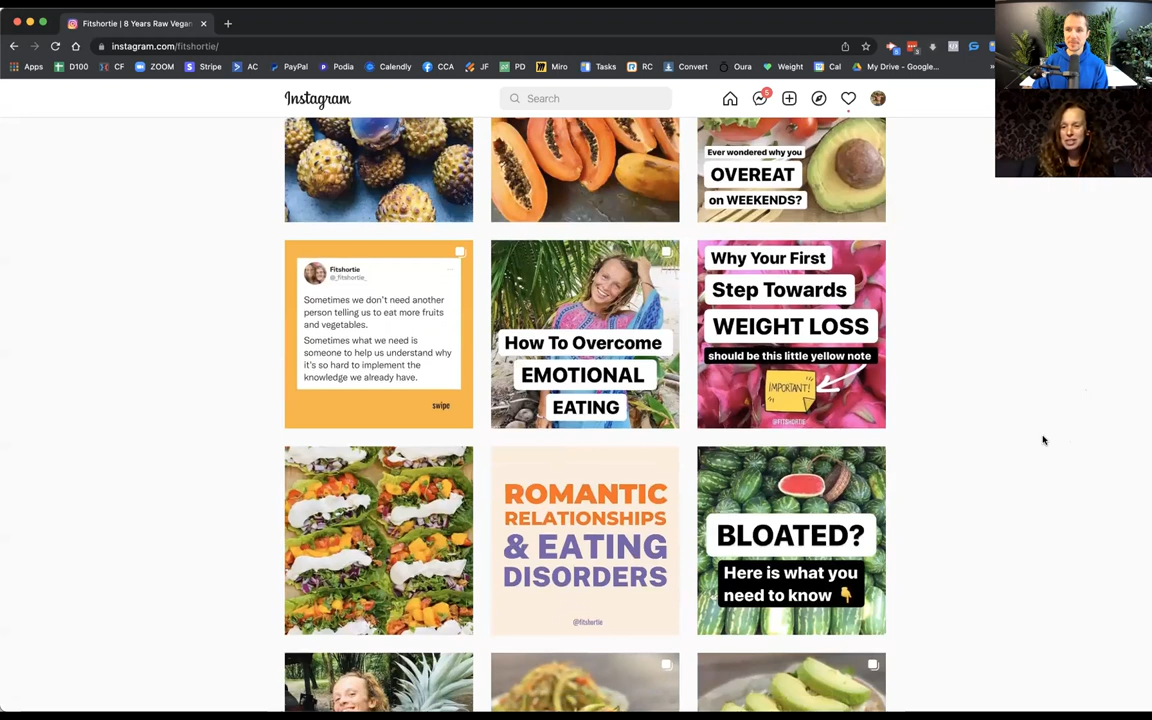 Fitshortie | 8 Years Raw Vegan
instagram.com/fitshortie/
Apps D100 CF ZOOM Stripe AC PayPal Podia Calendly CCA JF PD Miro Tasks RC Convert Oura Weight Cal My Drive - Google...
Instagram
Search
5
Ever wondered why you
OVEREAT
on WEEKENDS?
Fitshortie
@_fitshortie_
Sometimes we don't need another
person telling us to eat more fruits
and vegetables.
Sometimes what we need is
someone to help us understand why
it's so hard to implement the
knowledge we already have.
swipe
How To Overcome
EMOTIONAL
EATING
Why Your First
Step Towards
WEIGHT LOSS
should be this little yellow note
IMPORTANT!
@FITSHORTIE
ROMANTIC
RELATIONSHIPS
& EATING
DISORDERS
@fitshortie
BLOATED?
Here is what you
need to know 👇